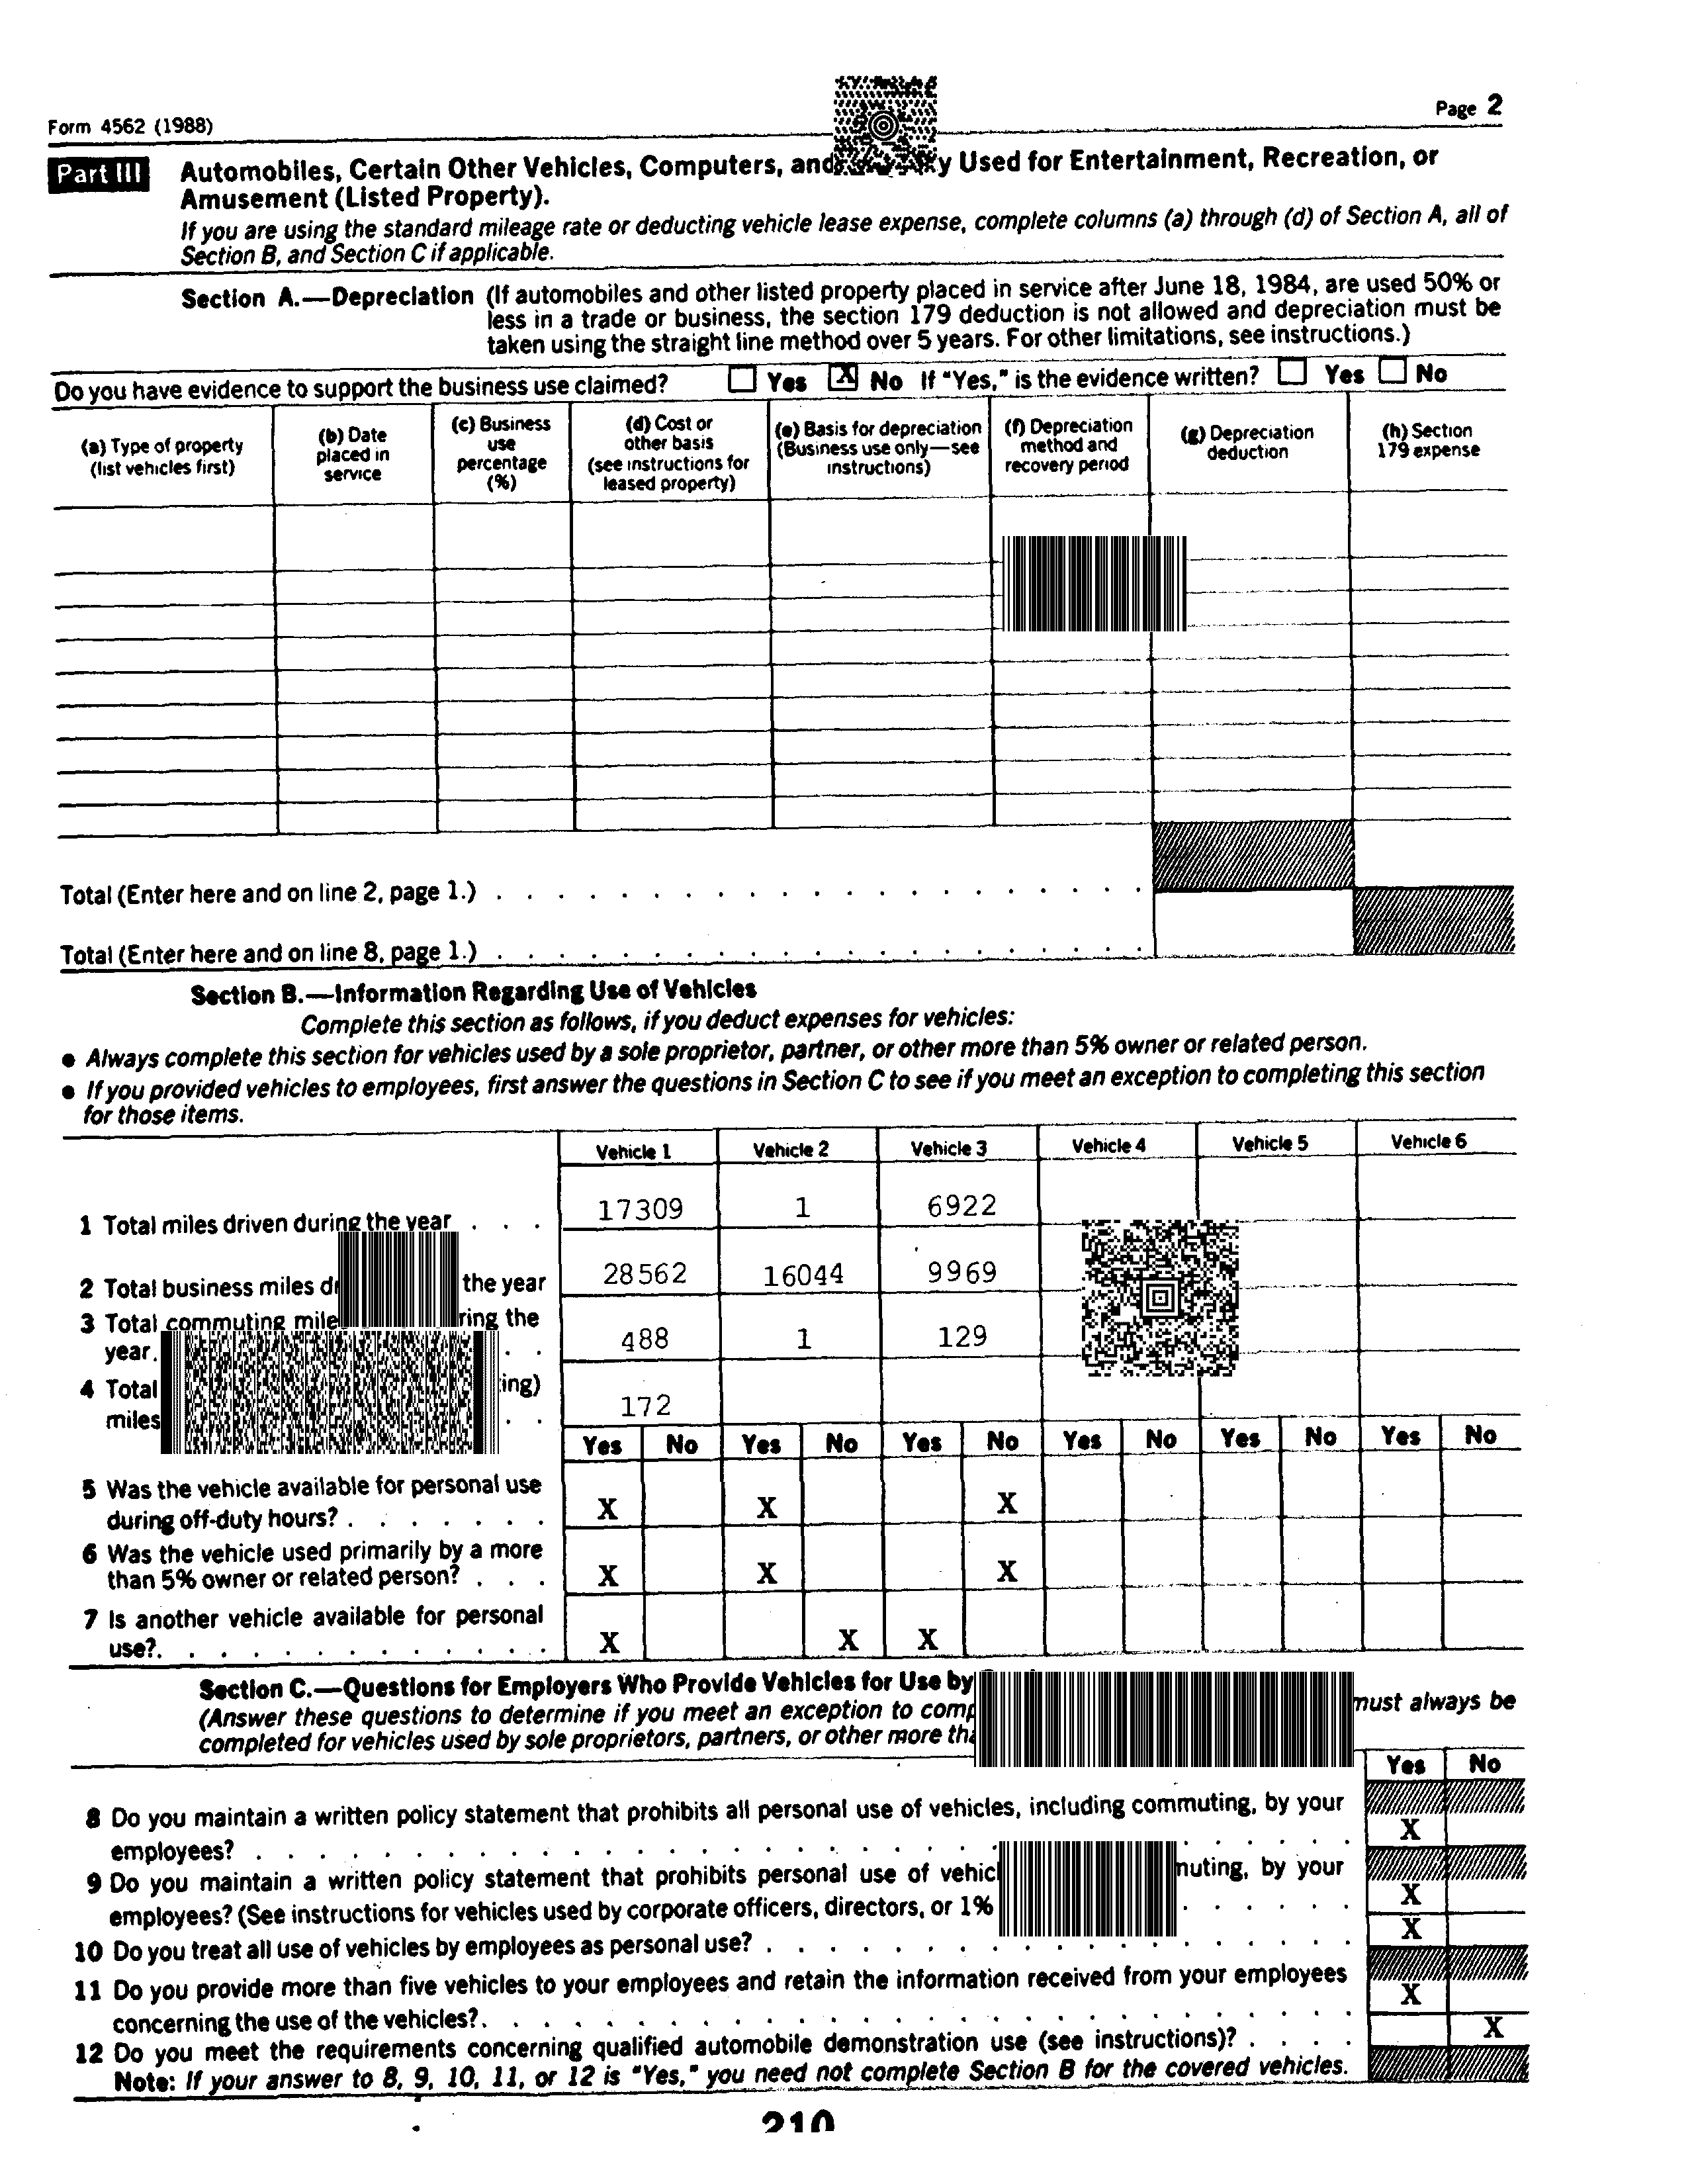 Form 4562 (1988)
Page 2
Part III Automobiles, Certain Other Vehicles, Computers, and y Used for Entertainment, Recreation, or
Amusement (Listed Property).
If you are using the standard mileage rate or deducting vehicle lease expense, complete columns (a) through (d) of Section A, all of
Section B, and Section C if applicable.
Section A.—Depreciation (If automobiles and other listed property placed in service after June 18, 1984, are used 50% or
less in a trade or business, the section 179 deduction is not allowed and depreciation must be
taken using the straight line method over 5 years. For other limitations, see instructions.)
Do you have evidence to support the business use claimed? Yes X No If "Yes," is the evidence written? Yes No
(a) Type of property
(list vehicles first)
(b) Date
placed in
service
(c) Business
use
percentage
(%)
(d) Cost or
other basis
(see instructions for
leased property)
(e) Basis for depreciation
(Business use only—see
instructions)
(f) Depreciation
method and
recovery period
(g) Depreciation
deduction
(h) Section
179 expense
Total (Enter here and on line 2, page 1.) . . . . . . . . . . . . . . . . . . . . .
Total (Enter here and on line 8, page 1.) . . . . . . . . . . . . . . . . . . . . .
Section B.—Information Regarding Use of Vehicles
Complete this section as follows, if you deduct expenses for vehicles:
● Always complete this section for vehicles used by a sole proprietor, partner, or other more than 5% owner or related person.
● If you provided vehicles to employees, first answer the questions in Section C to see if you meet an exception to completing this section
for those items.
Vehicle 1 Vehicle 2 Vehicle 3 Vehicle 4 Vehicle 5 Vehicle 6
1 Total miles driven during the year . . . 17309 1 6922
2 Total business miles the year 28562 16044 9969
3 Total commuting the
year. . . 488 1 129
4 Total ing)
miles . . 172
Yes No Yes No Yes No Yes No Yes No Yes No
5 Was the vehicle available for personal use
during off-duty hours? . . . . . . . X X X
6 Was the vehicle used primarily by a more
than 5% owner or related person? . . . X X X
7 Is another vehicle available for personal
use?. . . . . . . . . . . . . X X X
Section C.—Questions for Employers Who Provide Vehicles for Use by
(Answer these questions to determine if you meet an exception to must always be
completed for vehicles used by sole proprietors, partners, or other more
Yes No
8 Do you maintain a written policy statement that prohibits all personal use of vehicles, including commuting, by your
employees? . . . . . . . . . . . . . . . . . . . . . . . . . . . . . X
9 Do you maintain a written policy statement that prohibits personal use of nuting, by your
employees? (See instructions for vehicles used by corporate officers, directors, or 1% . . . . . . X
10 Do you treat all use of vehicles by employees as personal use? . . . . . . . . . . . . . . . . . . . X
11 Do you provide more than five vehicles to your employees and retain the information received from your employees
concerning the use of the vehicles?. . . . . . . . . . . . . . . . . . . . . . . . . . . . X
12 Do you meet the requirements concerning qualified automobile demonstration use (see instructions)? . . . . X
Note: If your answer to 8, 9, 10, 11, or 12 is "Yes," you need not complete Section B for the covered vehicles.
210